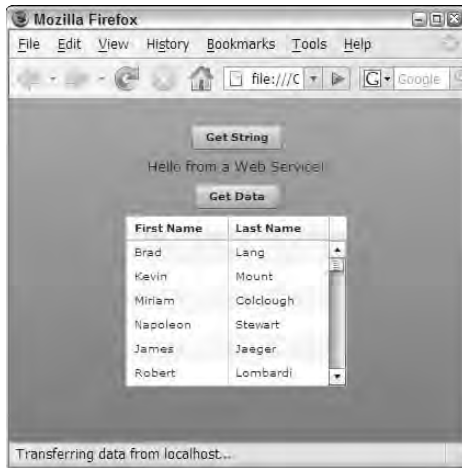 Mozilla Firefox
File Edit View History Bookmarks Tools Help
file:///C G Google
Get String
Hello from a Web Service!
Get Data
First Name Last Name
Brad Lang
Kevin Mount
Miriam Colclough
Napoleon Stewart
James Jaeger
Robert Lombardi
Transferring data from localhost...